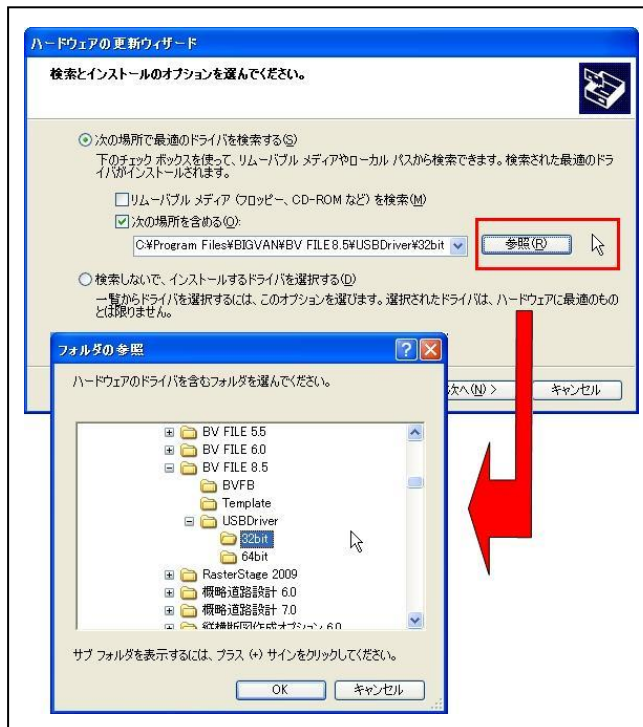 ハードウェアの更新ウィザード
検索とインストールのオプションを選んでください。
次の場所で最適のドライバを検索する(S)
下のチェック ボックスを使って、リムーバブル メディアやローカル パスから検索できます。検索された最適のドラ
イバがインストールされます。
リムーバブル メディア (フロッピー、CD-ROM など) を検索(M)
次の場所を含める(O):
C:¥Program Files¥BIGVAN¥BV FILE8.5¥USBDriver¥32bit
参照(R)
検索しないで、インストールするドライバを選択する(D)
一覧からドライバを選択するには、このオプションを選びます。選択されたドライバは、ハードウェアに最適のもの
とは限りません。
次へ(N) >
キャンセル
フォルダの参照
ハードウェアのドライバを含むフォルダを選んでください。
BV FILE 5.5
BV FILE 6.0
BV FILE 8.5
BVFB
Template
USBDriver
32bit
64bit
RasterStage 2009
概略道路設計 6.0
概略道路設計 7.0
縦横断図作成オプション 6.0
サブ フォルダを表示するには、プラス (+) サインをクリックしてください。
OK
キャンセル